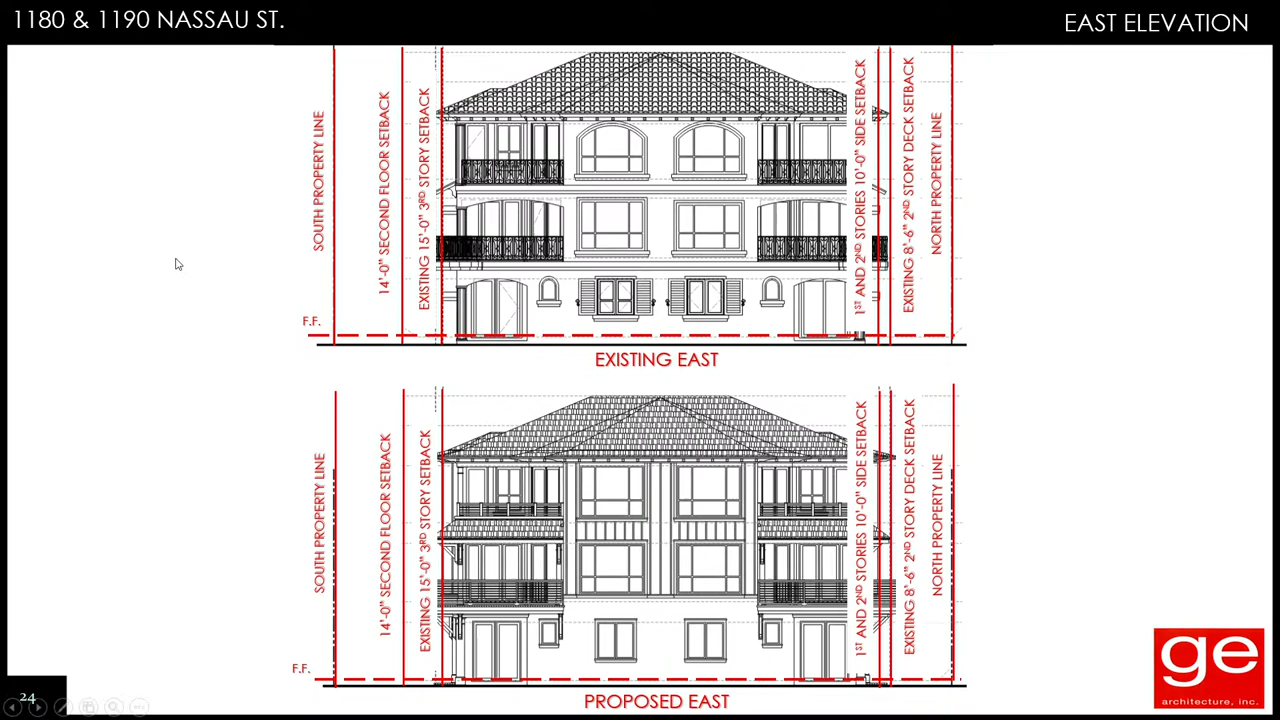 1180 & 1190 NASSAU ST.
EAST ELEVATION
SOUTH PROPERTY LINE
14'-0" SECOND FLOOR SETBACK
EXISTING 15'-0" 3RD STORY SETBACK
1ST AND 2ND STORIES 10'-0" SIDE SETBACK
EXISTING 8'-6" 2ND STORY DECK SETBACK
NORTH PROPERTY LINE
F.F.
EXISTING EAST
SOUTH PROPERTY LINE
14'-0" SECOND FLOOR SETBACK
EXISTING 15'-0" 3RD STORY SETBACK
1ST AND 2ND STORIES 10'-0" SIDE SETBACK
EXISTING 8'-6" 2ND STORY DECK SETBACK
NORTH PROPERTY LINE
F.F.
PROPOSED EAST
24
ge
architecture, inc.